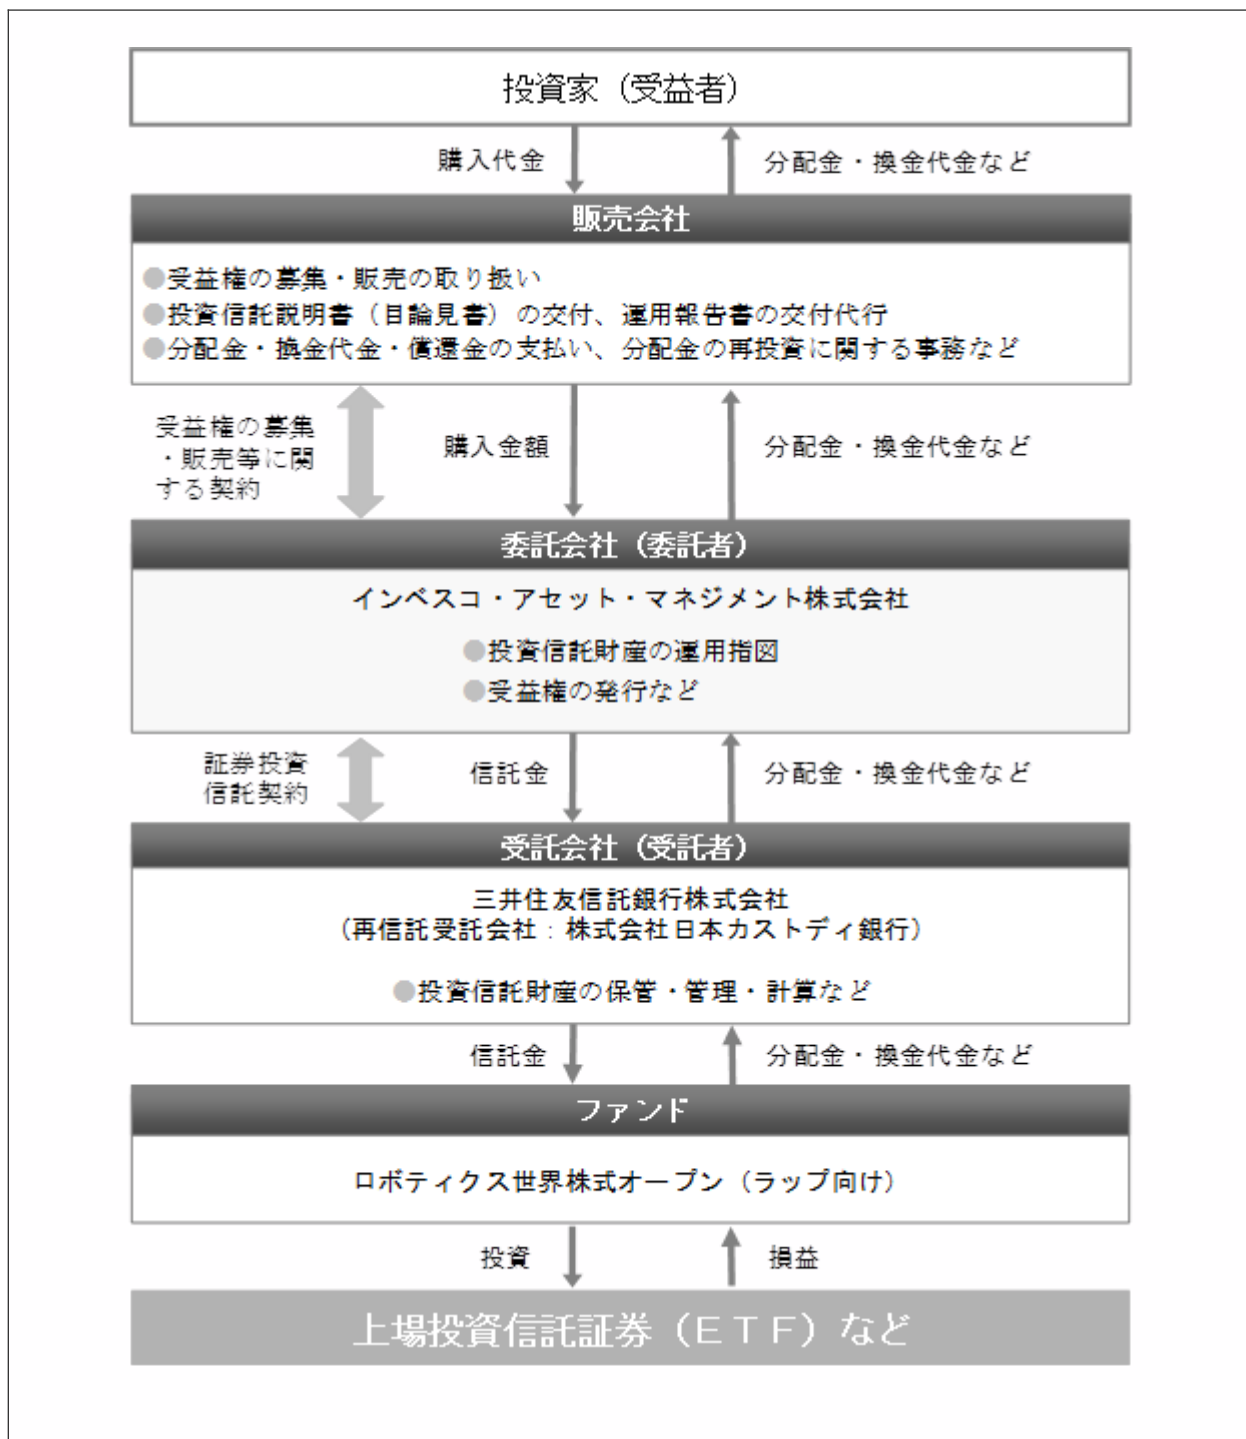 投資家（受益者）
購入代金
分配金・換金代金など
販売会社
●受益権の募集・販売の取り扱い
●投資信託説明書（目論見書）の交付、運用報告書の交付代行
●分配金・換金代金・償還金の支払い、分配金の再投資に関する事務など
受益権の募集
・販売等に関
する契約
購入金額
分配金・換金代金など
委託会社（委託者）
インベスコ・アセット・マネジメント株式会社
●投資信託財産の運用指図
●受益権の発行など
証券投資
信託契約
信託金
分配金・換金代金など
受託会社（受託者）
三井住友信託銀行株式会社
（再信託受託会社：株式会社日本カストディ銀行）
●投資信託財産の保管・管理・計算など
信託金
分配金・換金代金など
ファンド
ロボティクス世界株式オープン（ラップ向け）
投資
損益
上場投資信託証券（ＥＴＦ）など